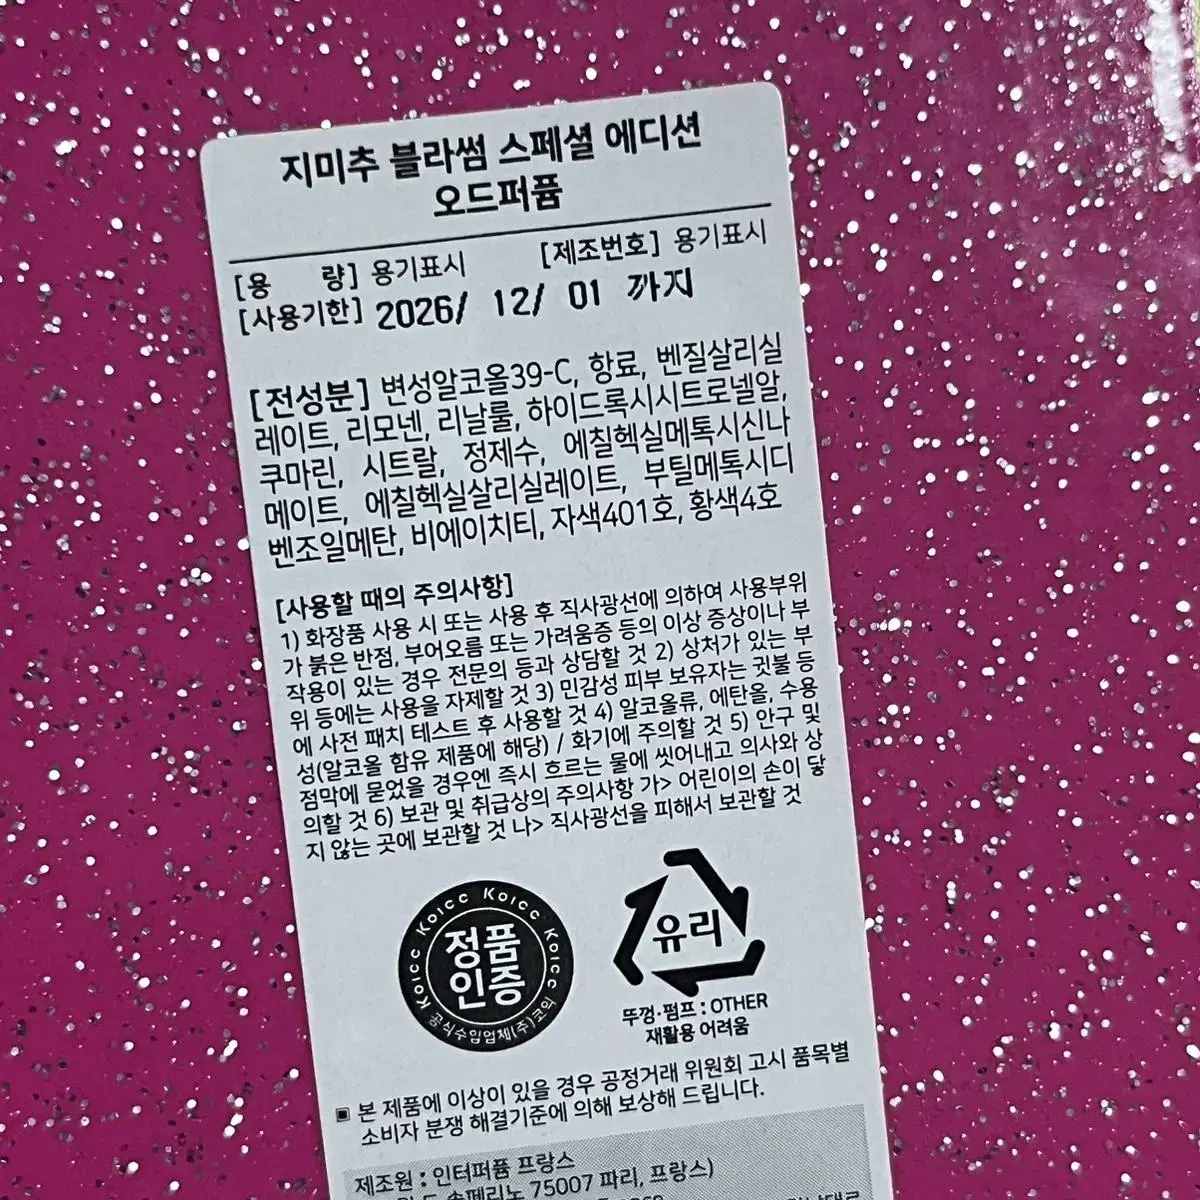 지미추 블라썸 스페셜 에디션
오드퍼퓸
[용 량] 용기표시 [제조번호] 용기표시
[사용기한] 2026/ 12/ 01 까지
[전성분] 변성알코올39-C, 향료, 벤질살리실
레이트, 리모넨, 리날룰, 하이드록시시트로넬알,
쿠마린, 시트랄, 정제수, 에칠헥실메톡시신나
메이트, 에칠헥실살리실레이트, 부틸메톡시디
벤조일메탄, 비에이치티, 자색401호, 황색4호
[사용할 때의 주의사항]
1) 화장품 사용 시 또는 사용 후 직사광선에 의하여 사용부위
가 붉은 반점, 부어오름 또는 가려움증 등의 이상 증상이나 부
작용이 있는 경우 전문의 등과 상담할 것 2) 상처가 있는 부
위 등에는 사용을 자제할 것 3) 민감성 피부 보유자는 귓불 등
에 사전 패치 테스트 후 사용할 것 4) 알코올류, 에탄올, 수용
성(알코올 함유 제품에 해당) / 화기에 주의할 것 5) 안구 및
점막에 묻었을 경우엔 즉시 흐르는 물에 씻어내고 의사와 상
의할 것 6) 보관 및 취급상의 주의사항 가> 어린이의 손이 닿
지 않는 곳에 보관할 것 나> 직사광선을 피해서 보관할 것
Koicc Koicc Koicc Koicc
정품
인증
공식수입업체(주)코익
유리
뚜껑·펌프 : OTHER
재활용 어려움
▣ 본 제품에 이상이 있을 경우 공정거래 위원회 고시 품목별
소비자 분쟁 해결기준에 의해 보상해 드립니다.
제조원 : 인터퍼퓸 프랑스
솔페리노 75007 파리, 프랑스)